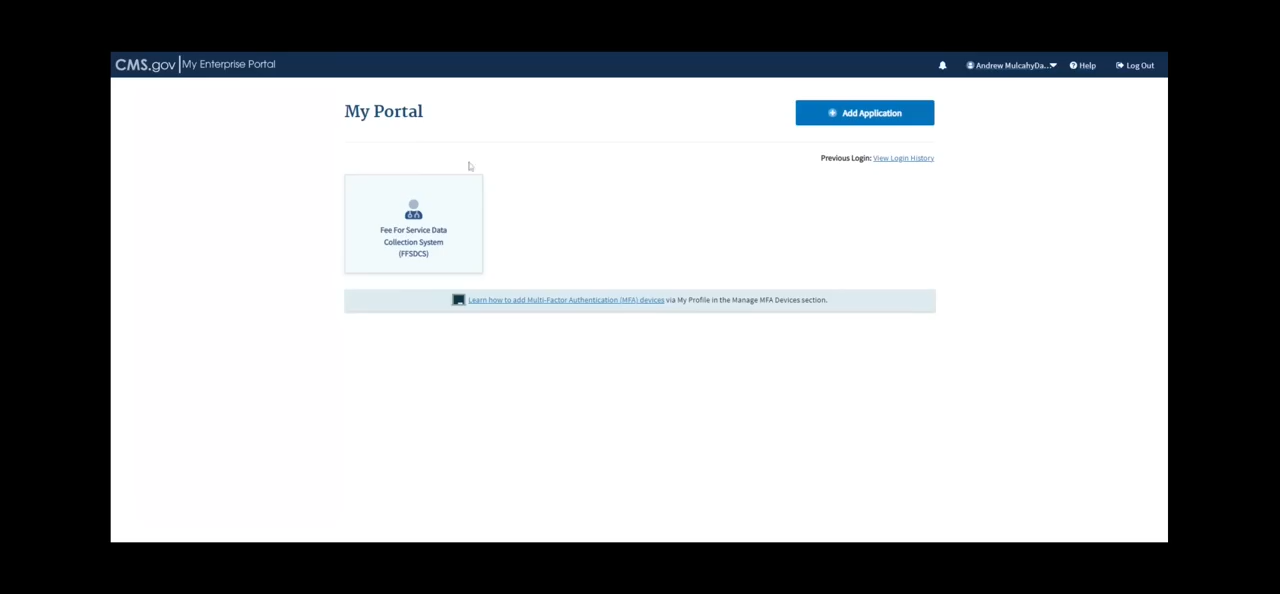 CMS.gov My Enterprise Portal
Andrew MulcahyDa... Help Log Out
My Portal
Add Application
Previous Login: View Login History
Fee For Service Data
Collection System
(FFSDCS)
Learn how to add Multi-Factor Authentication (MFA) devices via My Profile in the Manage MFA Devices section.